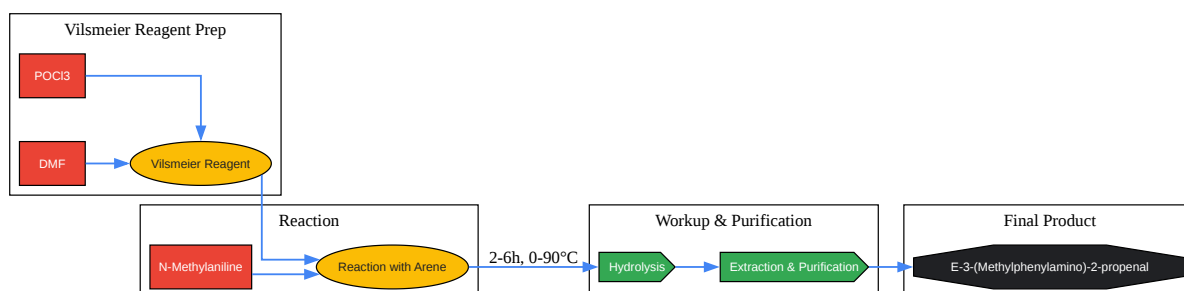 Vilsmeier Reagent Prep
POCl3
DMF
Vilsmeier Reagent
Reaction
N-Methylaniline
Reaction with Arene
2-6h, 0-90°C
Workup & Purification
Hydrolysis
Extraction & Purification
Final Product
E-3-(Methylphenylamino)-2-propenal